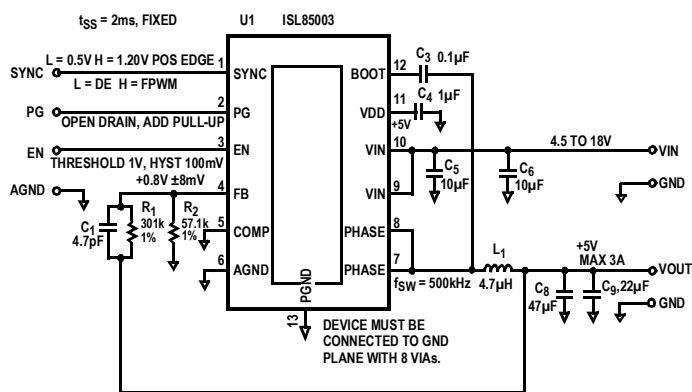 tSS = 2ms, FIXED
U1 ISL85003
SYNC
L = 0.5V H = 1.20V POS EDGE
L = DE H = FPWM
1
SYNC
PG
2
OPEN DRAIN, ADD PULL-UP
PG
EN
3
THRESHOLD 1V, HYST 100mV
EN
AGND
+0.8V ±8mV
4
FB
C1
4.7pF
R1
301k
1%
R2
57.1k
1%
5
COMP
6
AGND
PGND
13
DEVICE MUST BE
CONNECTED TO GND
PLANE WITH 8 VIAs.
BOOT
12
C3 0.1µF
VDD
11
+5V
C4 1µF
VIN
10
4.5 TO 18V
VIN
GND
C5
10µF
C6
10µF
VIN
9
PHASE
8
PHASE
7
fSW = 500kHz
L1
4.7µH
+5V
MAX 3A
VOUT
C8
47µF
C9,22µF
GND